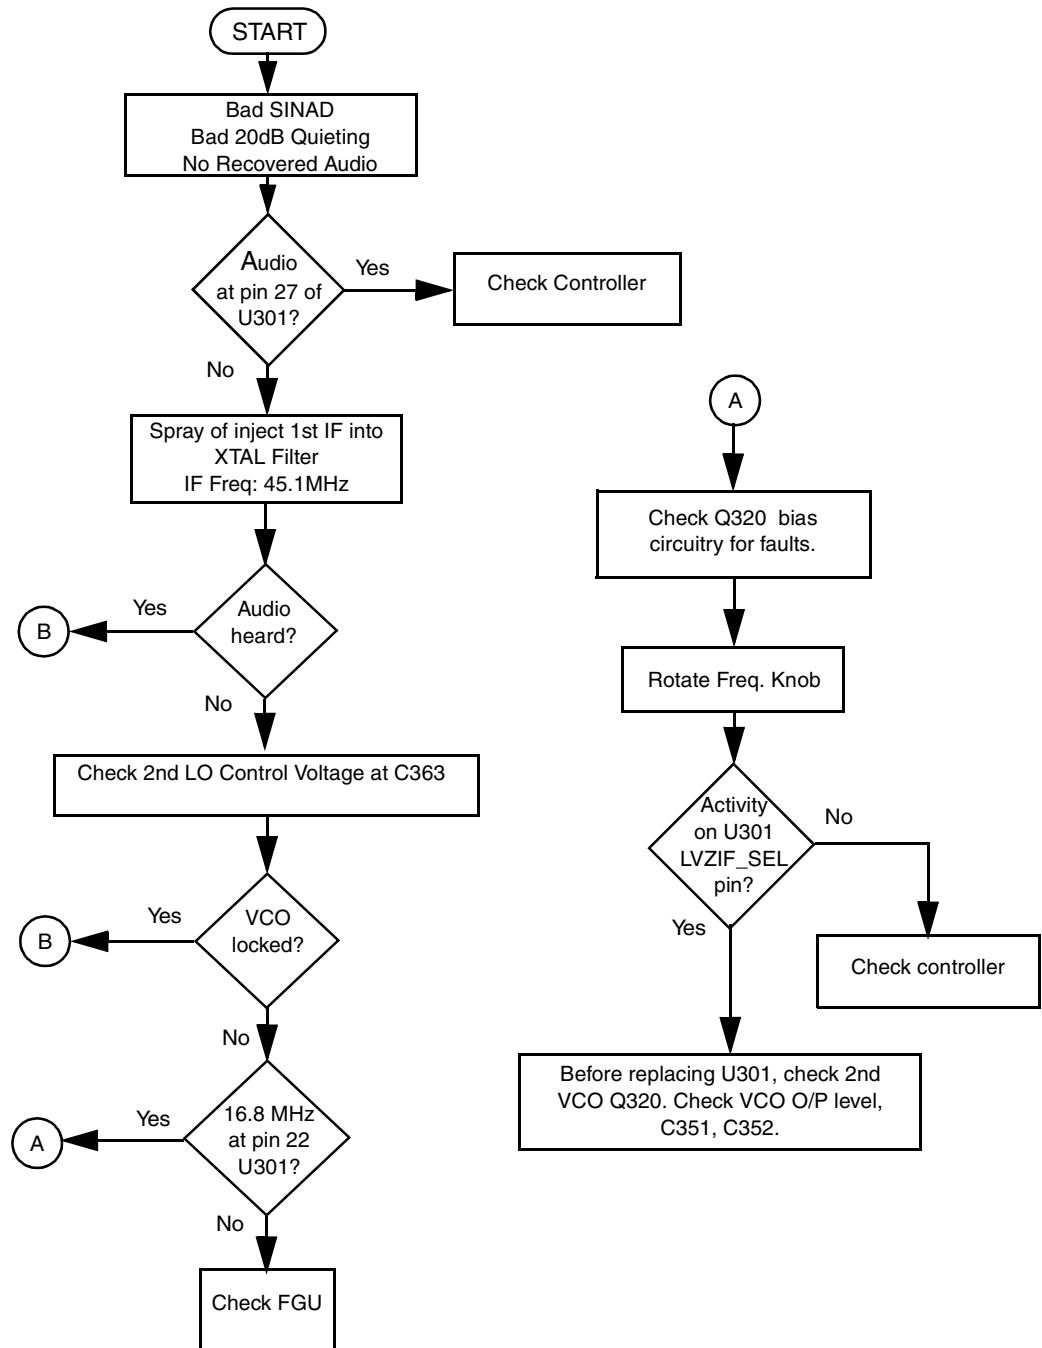 START
Bad SINAD
Bad 20dB Quieting
No Recovered Audio
Audio
at pin 27 of
U301?
Yes
Check Controller
No
Spray of inject 1st IF into
XTAL Filter
IF Freq: 45.1MHz
Audio
heard?
Yes
B
No
Check 2nd LO Control Voltage at C363
VCO
locked?
Yes
B
No
16.8 MHz
at pin 22
U301?
Yes
A
No
Check FGU
A
Check Q320 bias
circuitry for faults.
Rotate Freq. Knob
Activity
on U301
LVZIF_SEL
pin?
No
Check controller
Yes
Before replacing U301, check 2nd
VCO Q320. Check VCO O/P level,
C351, C352.